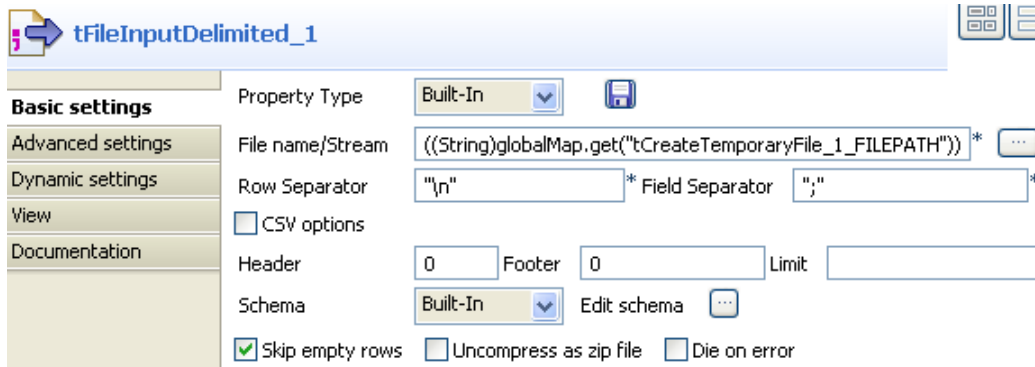 tFileInputDelimited_1
Basic settings
Advanced settings
Dynamic settings
View
Documentation
Property Type Built-In
File name/Stream ((String)globalMap.get("tCreateTemporaryFile_1_FILEPATH")) * ...
Row Separator "\n" * Field Separator ";" *
CSV options
Header 0 Footer 0 Limit
Schema Built-In Edit schema ...
Skip empty rows Uncompress as zip file Die on error